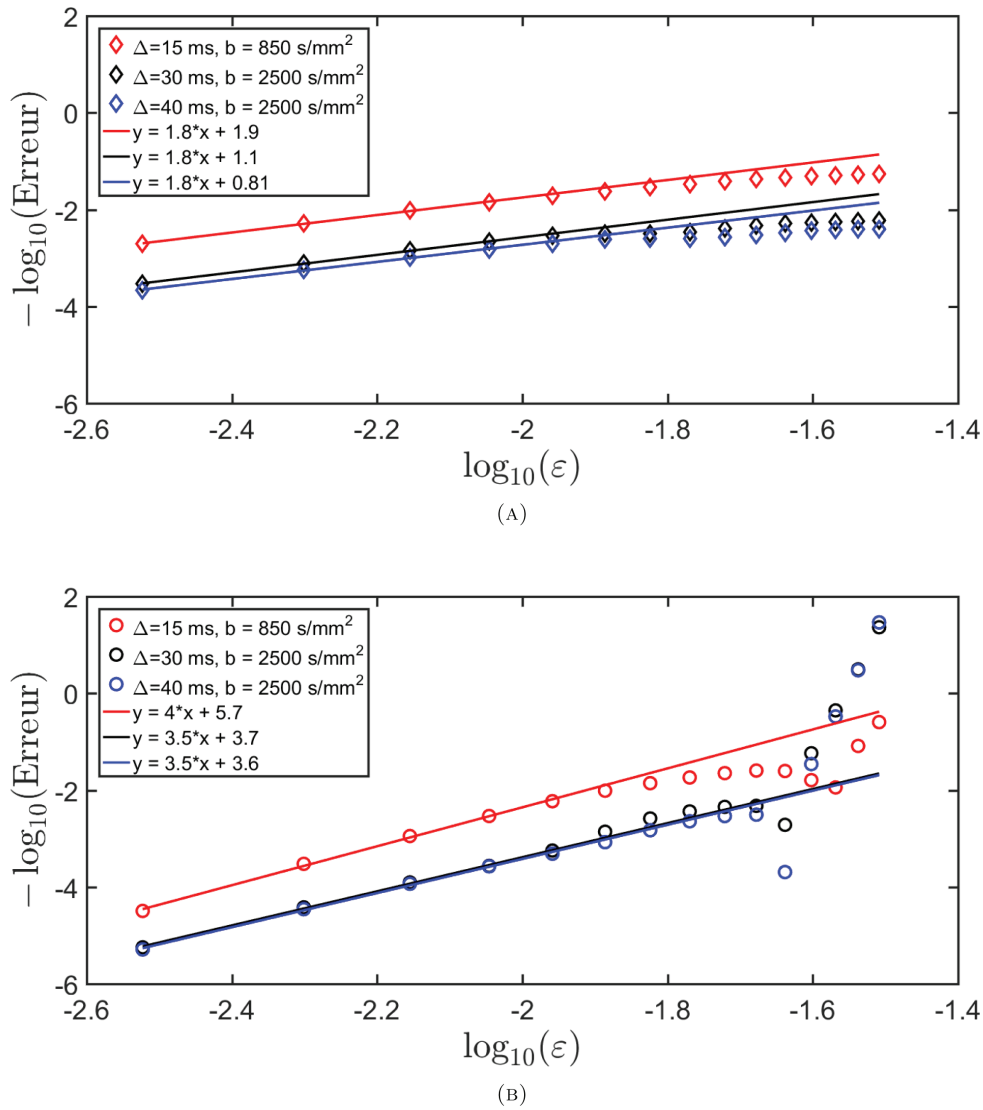 2
0
-2
-4
-6
− log₁₀(Erreur)
Δ=15 ms, b = 850 s/mm²
Δ=30 ms, b = 2500 s/mm²
Δ=40 ms, b = 2500 s/mm²
y = 1.8*x + 1.9
y = 1.8*x + 1.1
y = 1.8*x + 0.81
-2.6 -2.4 -2.2 -2 -1.8 -1.6 -1.4
log₁₀(ε)
(A)
2
0
-2
-4
-6
− log₁₀(Erreur)
Δ=15 ms, b = 850 s/mm²
Δ=30 ms, b = 2500 s/mm²
Δ=40 ms, b = 2500 s/mm²
y = 4*x + 5.7
y = 3.5*x + 3.7
y = 3.5*x + 3.6
-2.6 -2.4 -2.2 -2 -1.8 -1.6 -1.4
log₁₀(ε)
(B)